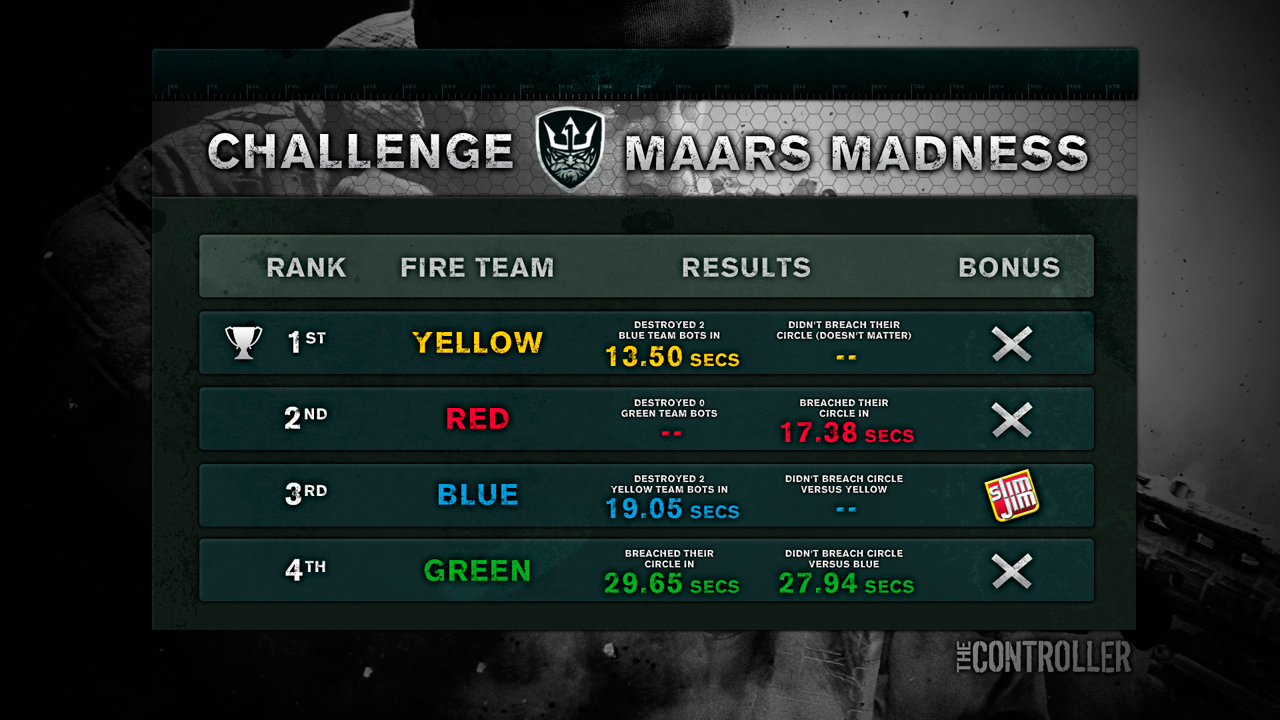 CHALLENGE MAARS MADNESS
RANK FIRE TEAM RESULTS BONUS
1ST YELLOW
DESTROYED 2
BLUE TEAM BOTS IN
13.50 SECS
DIDN'T BREACH THEIR
CIRCLE (DOESN'T MATTER)
--
2ND RED
DESTROYED 0
GREEN TEAM BOTS
--
BREACHED THEIR
CIRCLE IN
17.38 SECS
3RD BLUE
DESTROYED 2
YELLOW TEAM BOTS IN
19.05 SECS
DIDN'T BREACH CIRCLE
VERSUS YELLOW
--
Slim
Jim
4TH GREEN
BREACHED THEIR
CIRCLE IN
29.65 SECS
DIDN'T BREACH CIRCLE
VERSUS BLUE
27.94 SECS
THE CONTROLLER